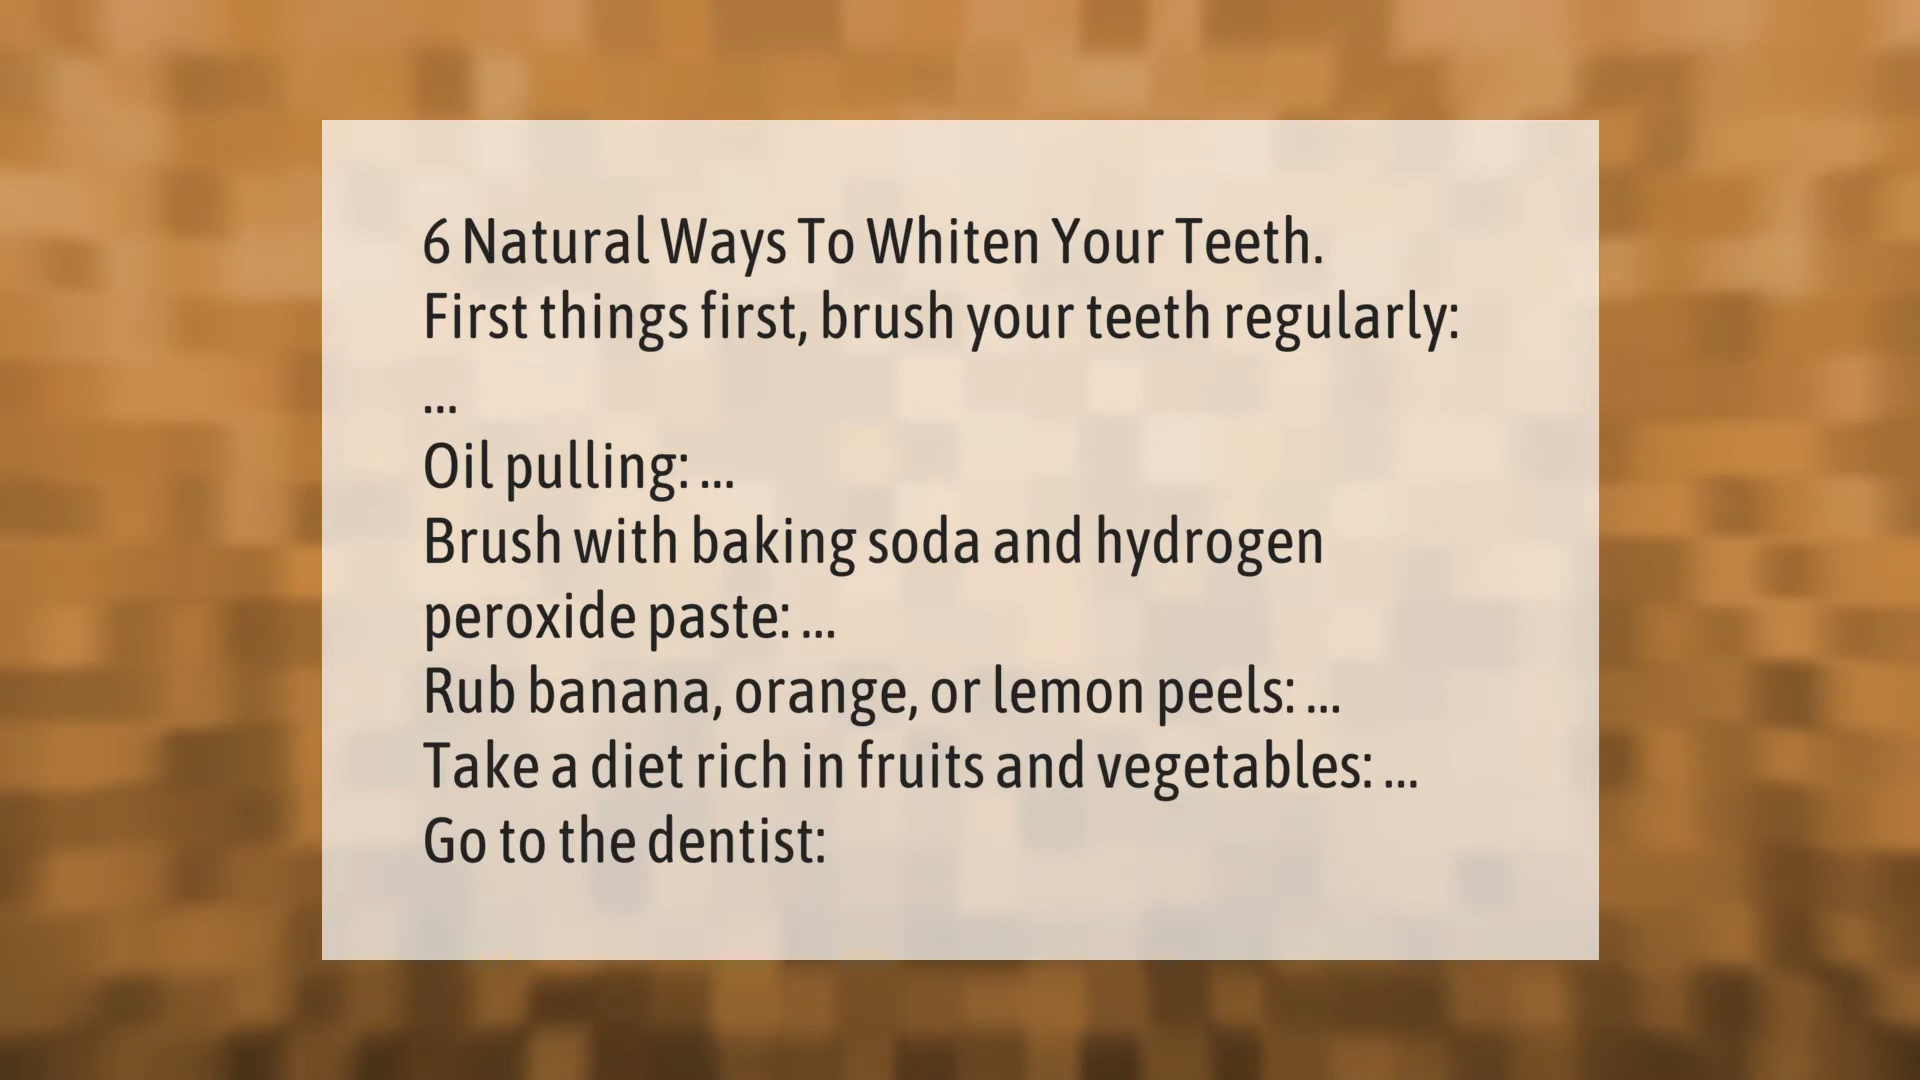 6 Natural Ways To Whiten Your Teeth.
First things first, brush your teeth regularly:
...
Oil pulling: ...
Brush with baking soda and hydrogen
peroxide paste: ...
Rub banana, orange, or lemon peels: ...
Take a diet rich in fruits and vegetables: ...
Go to the dentist: